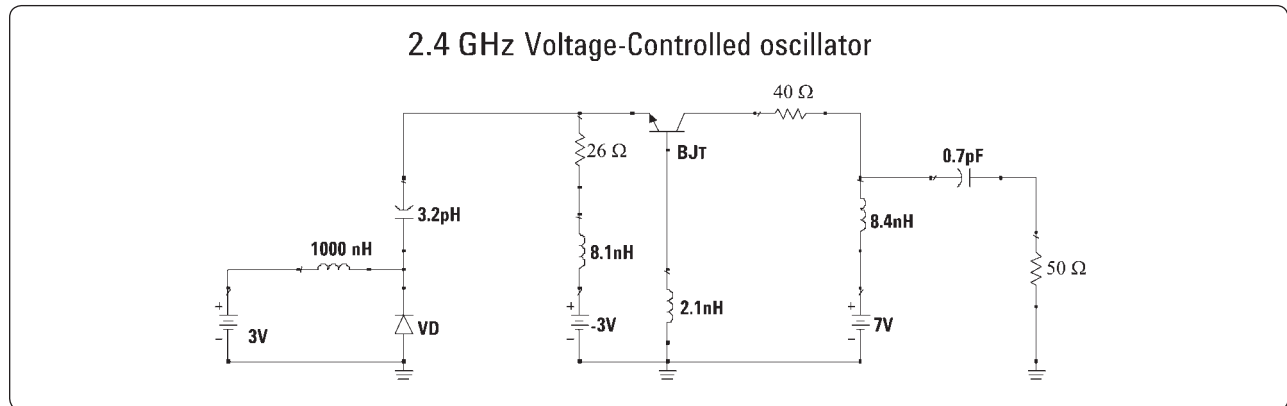 2.4 GHz Voltage-Controlled oscillator
40 Ω
26 Ω
BJT
0.7pF
3.2pH
8.4nH
1000 nH
8.1nH
50 Ω
2.1nH
+
3V
-
VD
+
-3V
-
+
7V
-